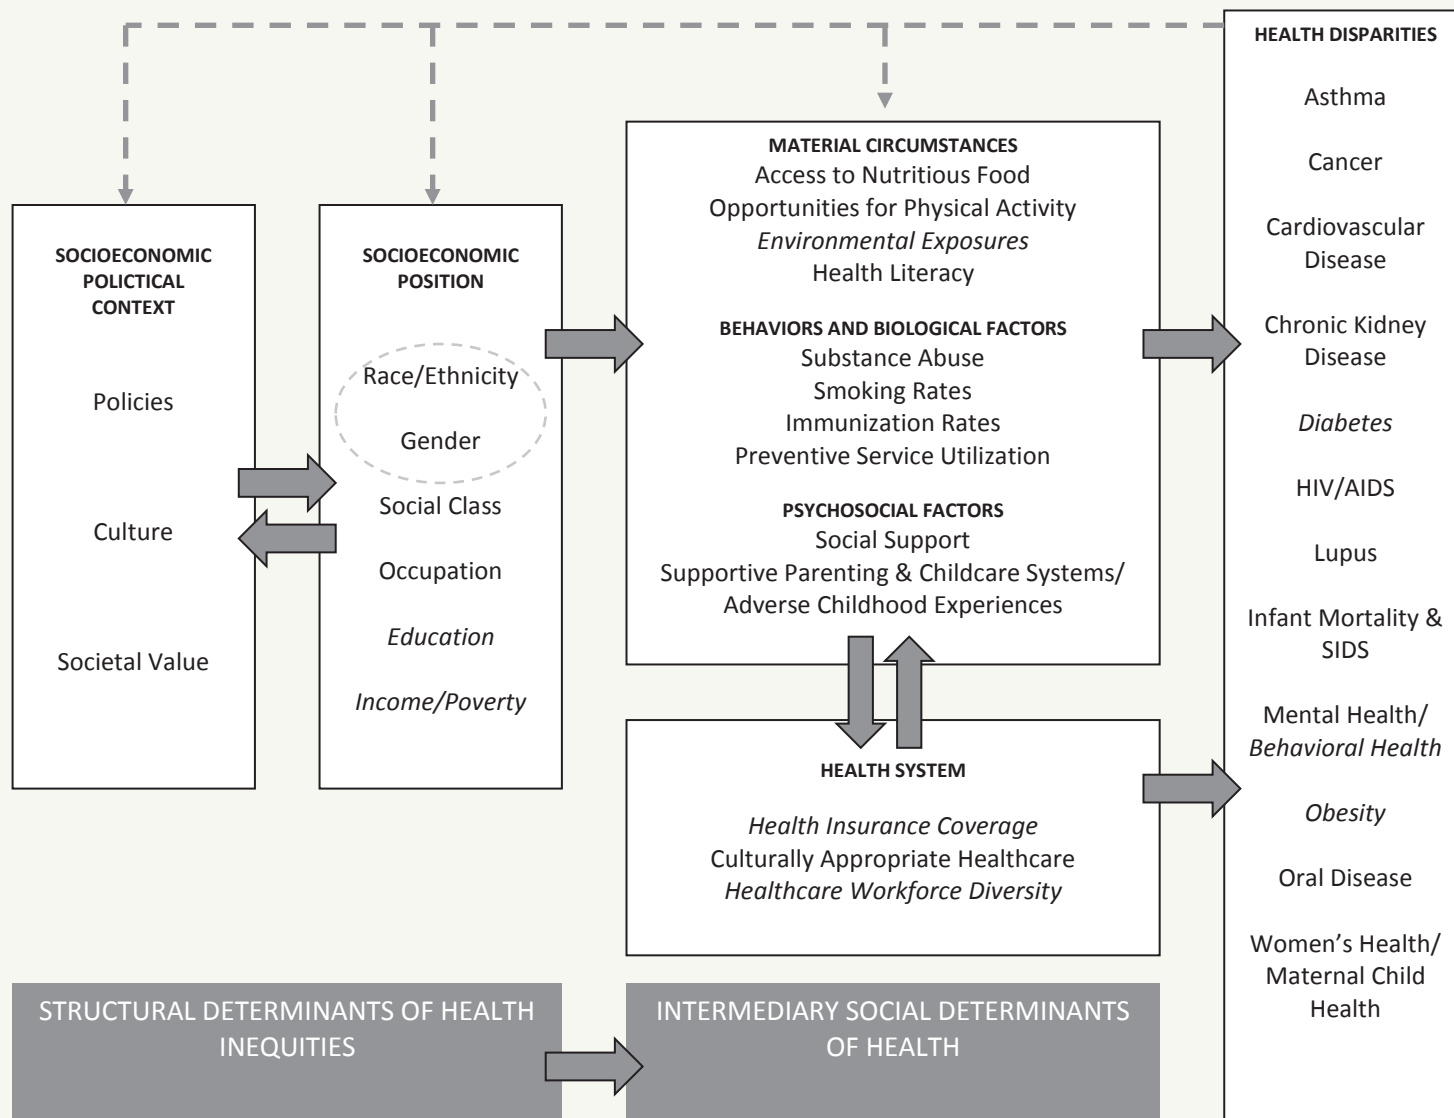 SOCIOECONOMIC
POLICTICAL
CONTEXT
Policies
Culture
Societal Value
SOCIOECONOMIC
POSITION
Race/Ethnicity
Gender
Social Class
Occupation
Education
Income/Poverty
MATERIAL CIRCUMSTANCES
Access to Nutritious Food
Opportunities for Physical Activity
Environmental Exposures
Health Literacy
BEHAVIORS AND BIOLOGICAL FACTORS
Substance Abuse
Smoking Rates
Immunization Rates
Preventive Service Utilization
PSYCHOSOCIAL FACTORS
Social Support
Supportive Parenting & Childcare Systems/
Adverse Childhood Experiences
HEALTH SYSTEM
Health Insurance Coverage
Culturally Appropriate Healthcare
Healthcare Workforce Diversity
HEALTH DISPARITIES
Asthma
Cancer
Cardiovascular
Disease
Chronic Kidney
Disease
Diabetes
HIV/AIDS
Lupus
Infant Mortality &
SIDS
Mental Health/
Behavioral Health
Obesity
Oral Disease
Women’s Health/
Maternal Child
Health
STRUCTURAL DETERMINANTS OF HEALTH
INEQUITIES
INTERMEDIARY SOCIAL DETERMINANTS
OF HEALTH